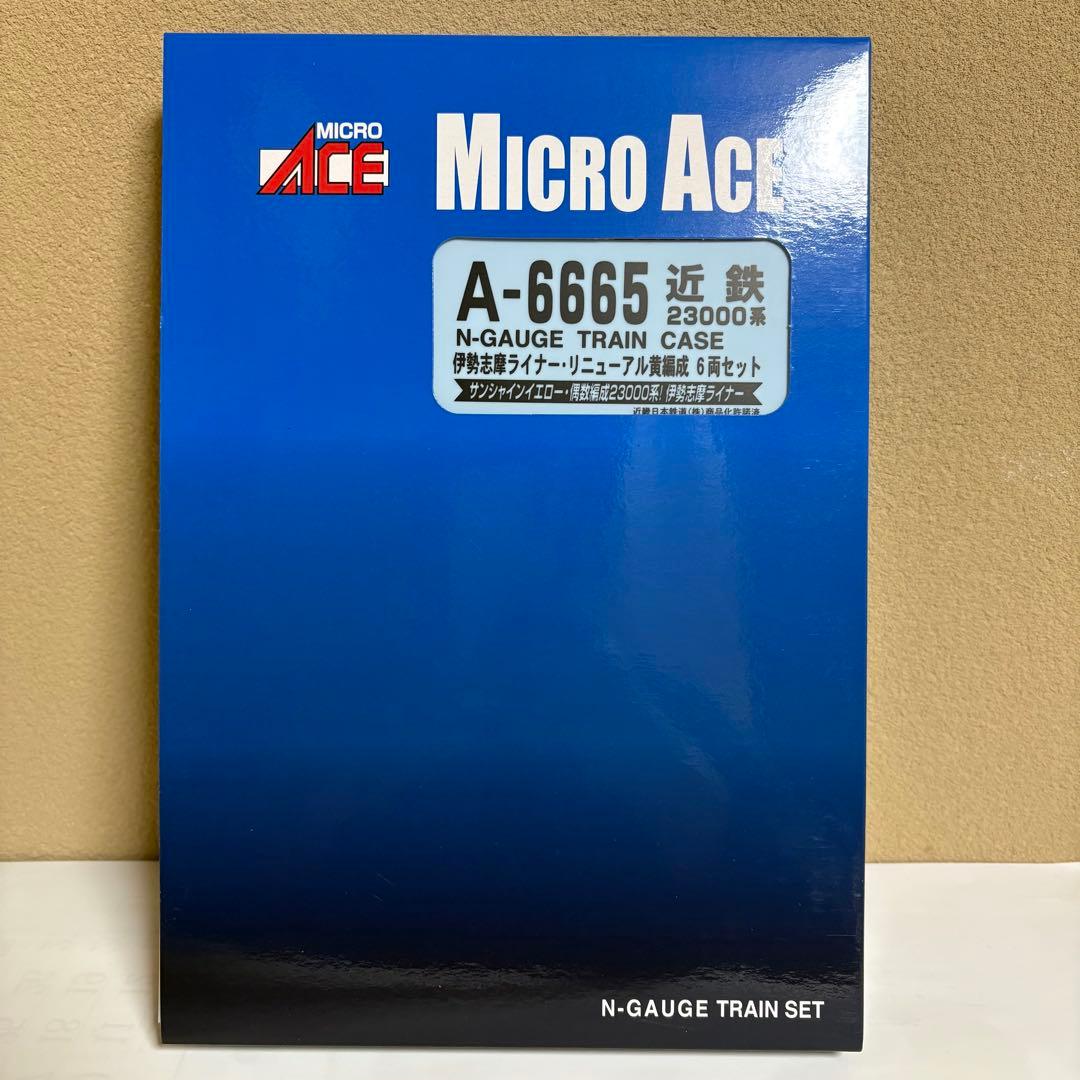 MICRO
ACE
MICRO ACE
A-6665 近鉄
23000系
N-GAUGE TRAIN CASE
伊勢志摩ライナー・リニューアル黄編成 6両セット
サンシャインイエロー・偶数編成23000系! 伊勢志摩ライナー
近畿日本鉄道(株)商品化許諾済
N-GAUGE TRAIN SET